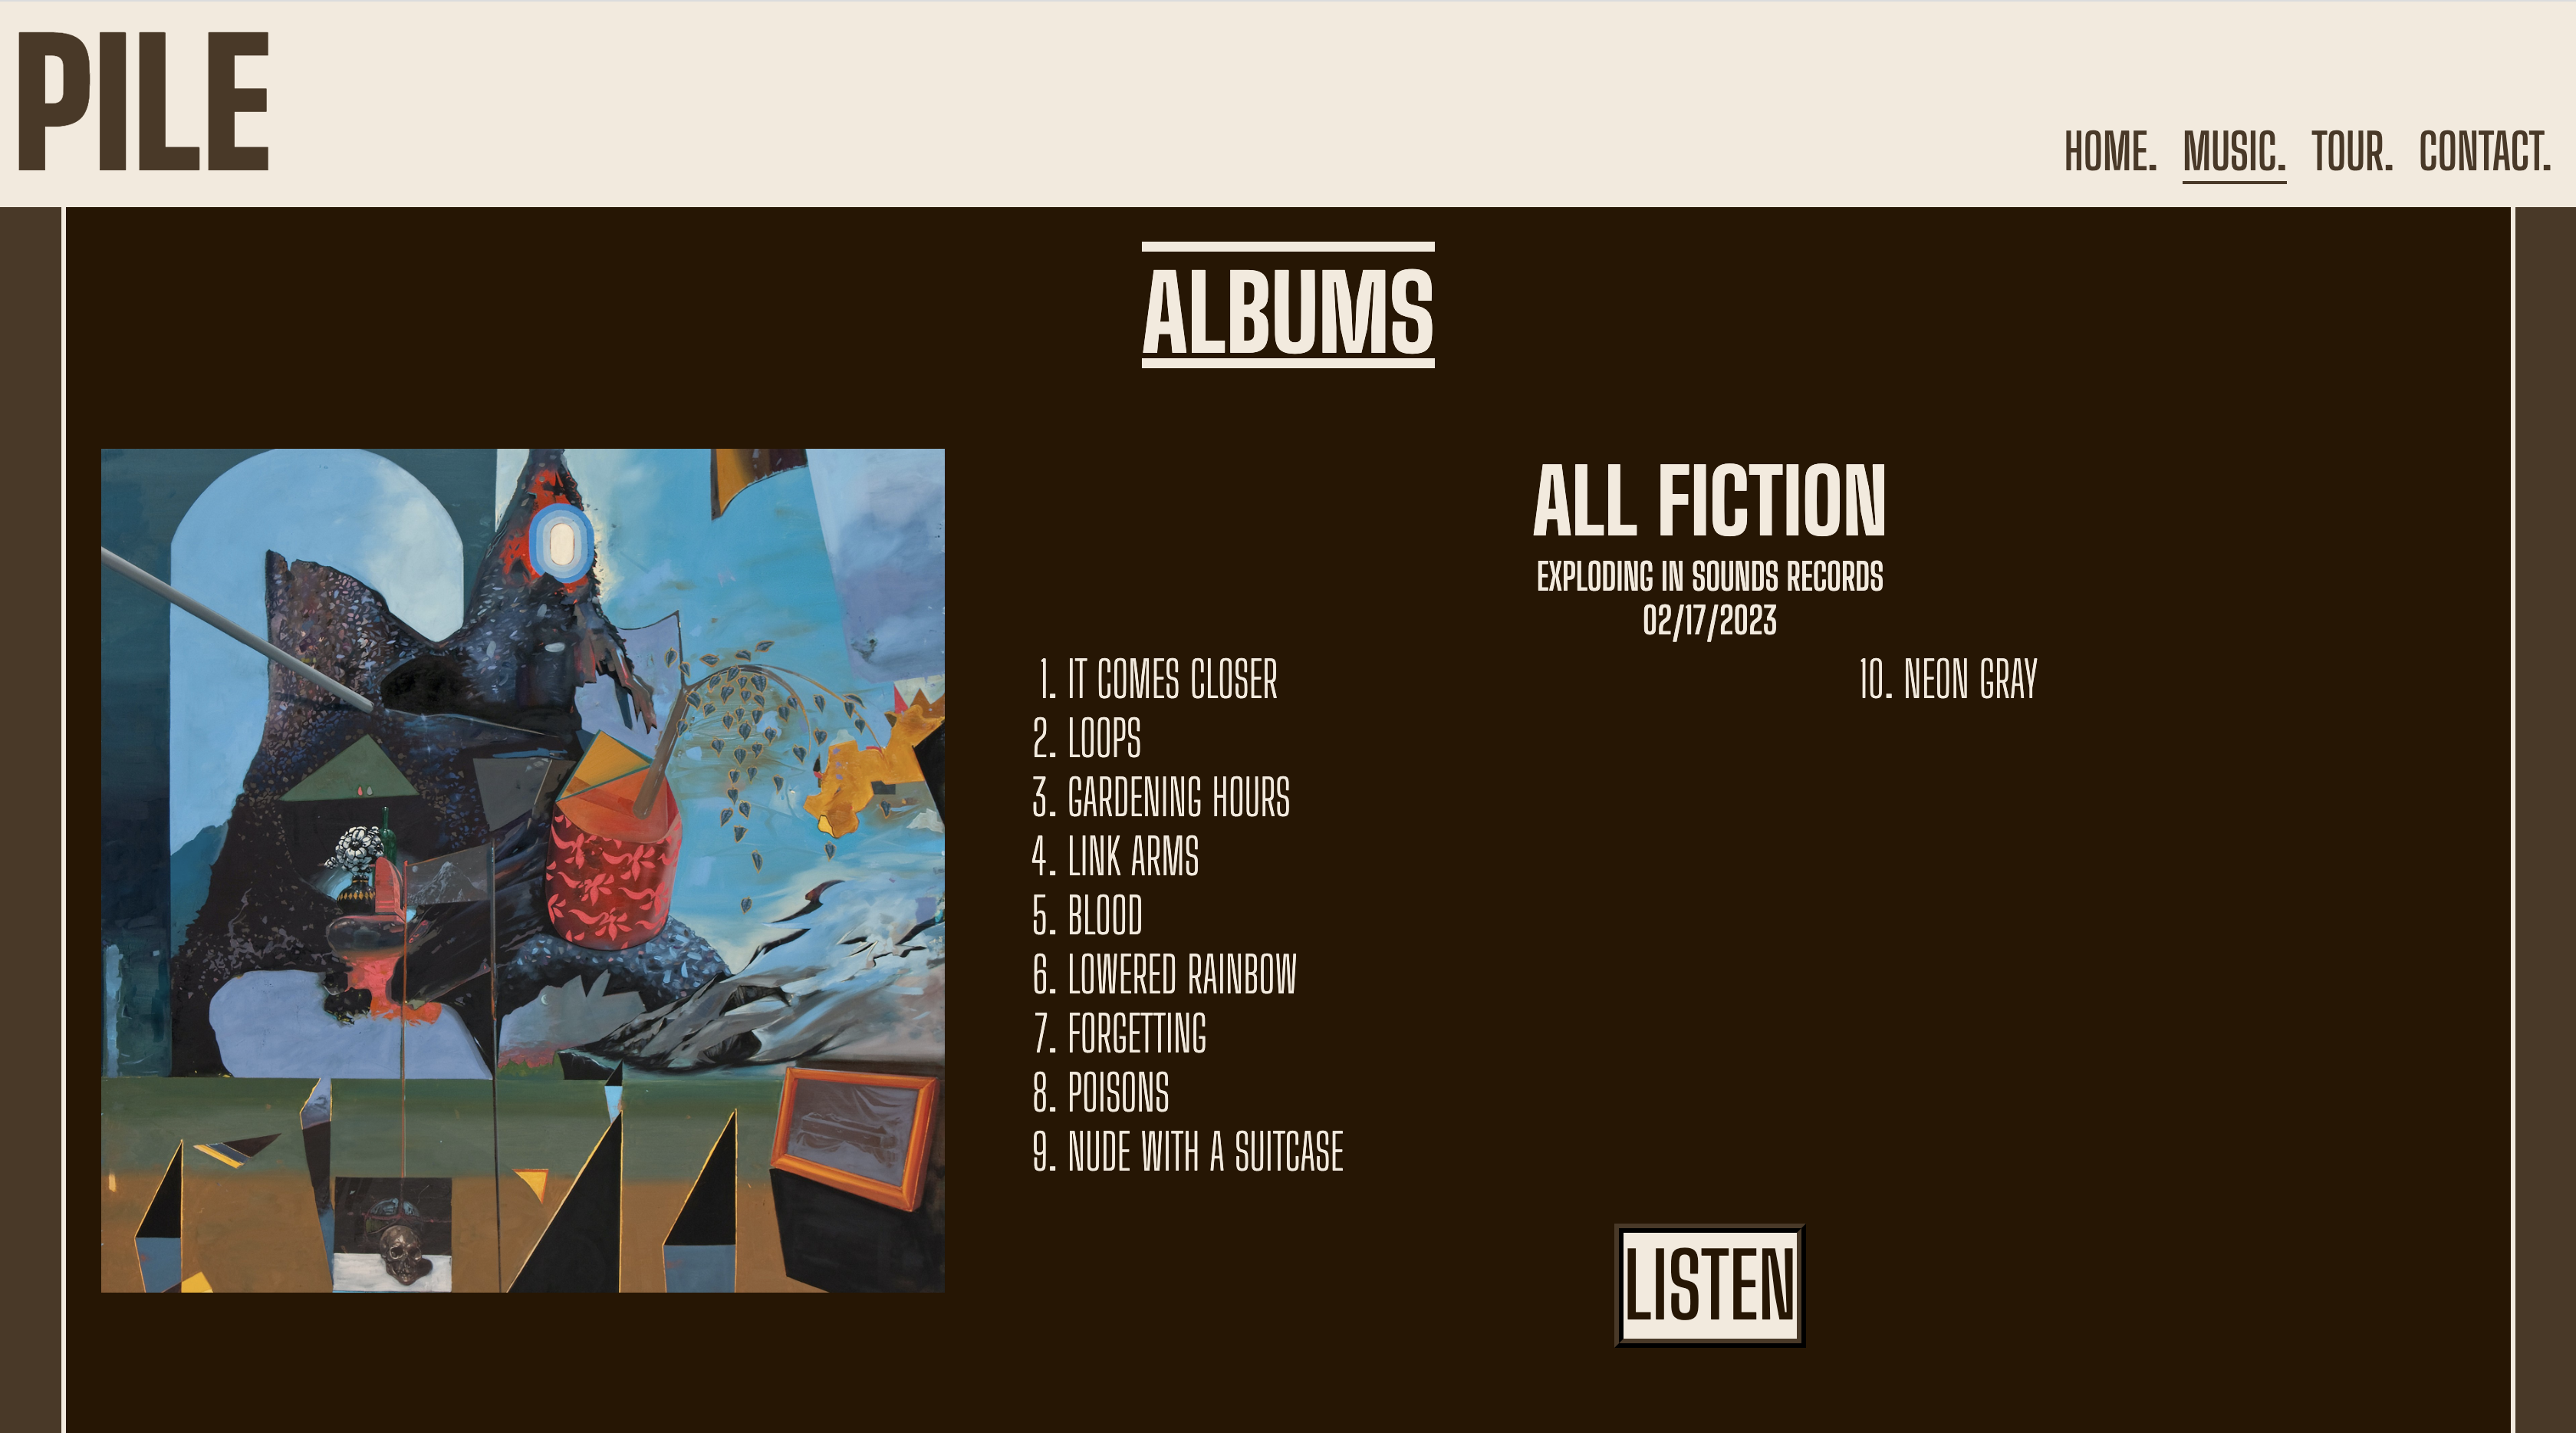 PILE
HOME. MUSIC. TOUR. CONTACT.
ALBUMS
ALL FICTION
EXPLODING IN SOUNDS RECORDS
02/17/2023
1. IT COMES CLOSER
2. LOOPS
3. GARDENING HOURS
4. LINK ARMS
5. BLOOD
6. LOWERED RAINBOW
7. FORGETTING
8. POISONS
9. NUDE WITH A SUITCASE
10. NEON GRAY
LISTEN